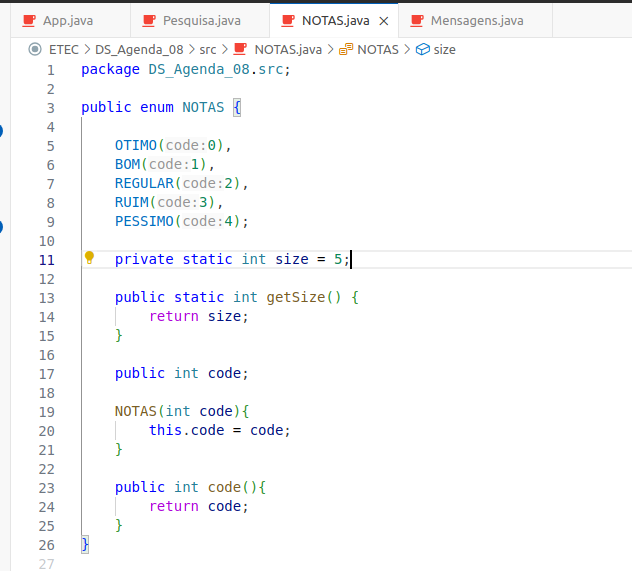 App.java Pesquisa.java NOTAS.java × Mensagens.java
ETEC > DS_Agenda_08 > src > NOTAS.java > NOTAS > size
1 package DS_Agenda_08.src;
2
3 public enum NOTAS {
4
5 OTIMO(code:0),
6 BOM(code:1),
7 REGULAR(code:2),
8 RUIM(code:3),
9 PESSIMO(code:4);
10
11 private static int size = 5;
12
13 public static int getSize() {
14 return size;
15 }
16
17 public int code;
18
19 NOTAS(int code){
20 this.code = code;
21 }
22
23 public int code(){
24 return code;
25 }
26 }
27